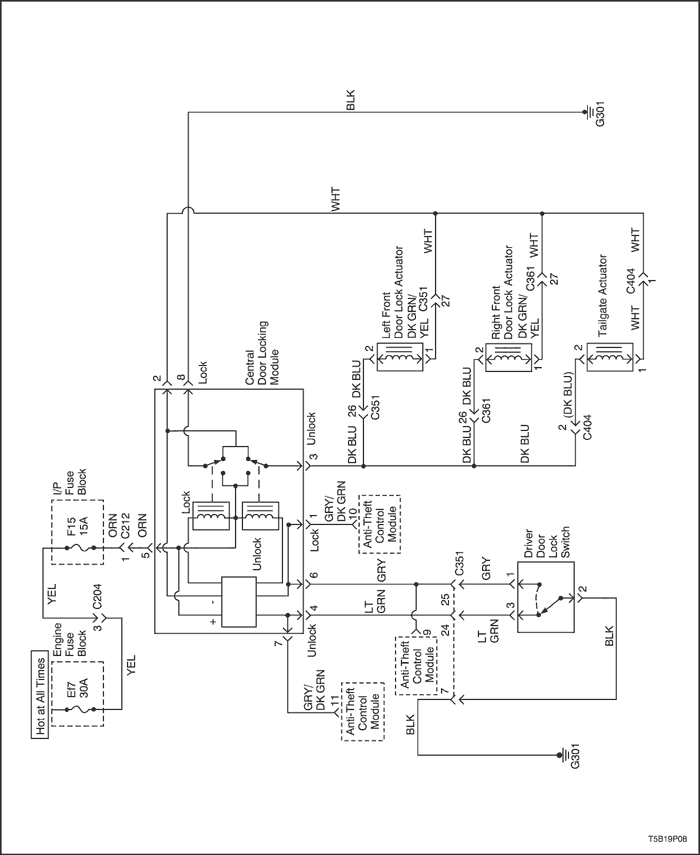 Hot at All Times
Engine
Fuse
Block
Ef7
30A
YEL
3
C204
YEL
I/P
Fuse
Block
F15
15A
ORN
1
C212
ORN
5
2
8
Lock
Central
Door Locking
Module
Lock
Unlock
+
-
Unlock
3
7
Unlock
4
6
Lock
1
GRY/
DK GRN
10
Anti-Theft
Control
Module
GRY/
DK GRN
11
Anti-Theft
Control
Module
LT
GRN
GRY
9
Anti-Theft
Control
Module
24
25
C351
7
LT
GRN
GRY
3
1
Driver
Door
Lock
Switch
2
BLK
BLK
G301
BLK
G301
WHT
DK BLU
26
C351
DK BLU
2
Left Front
Door Lock Actuator
DK GRN/
YEL
1
C351
27
WHT
DK BLU
26
C361
DK BLU
2
Right Front
Door Lock Actuator
DK GRN/
YEL
1
C361
27
WHT
DK BLU
2
C404
(DK BLU)
2
Tailgate Actuator
1
WHT
C404
1
WHT
T5B19P08